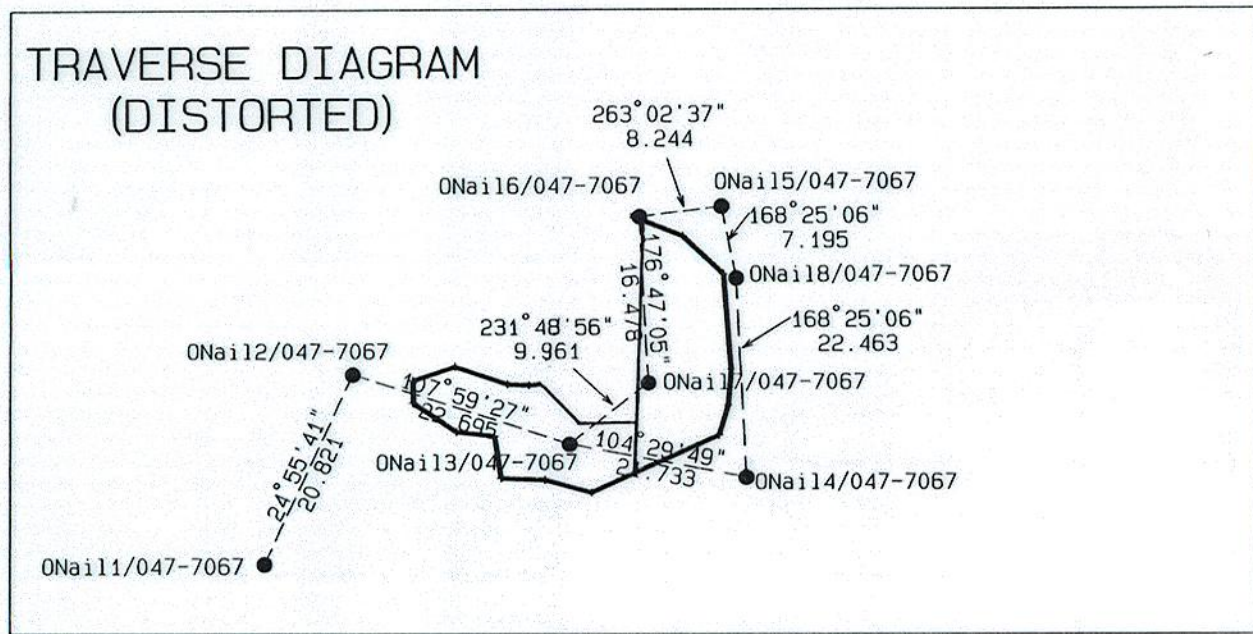 TRAVERSE DIAGRAM
(DISTORTED)
263°02'37"
8.244
ONail6/047-7067
ONail5/047-7067
168°25'06"
7.195
ONail8/047-7067
176°47'05"
16.478
168°25'06"
22.463
231°48'56"
9.961
ONail2/047-7067
ONail7/047-7067
107°59'27"
22.695
24°55'41"
20.821
104°29'49"
21.733
ONail3/047-7067
ONail4/047-7067
ONail1/047-7067